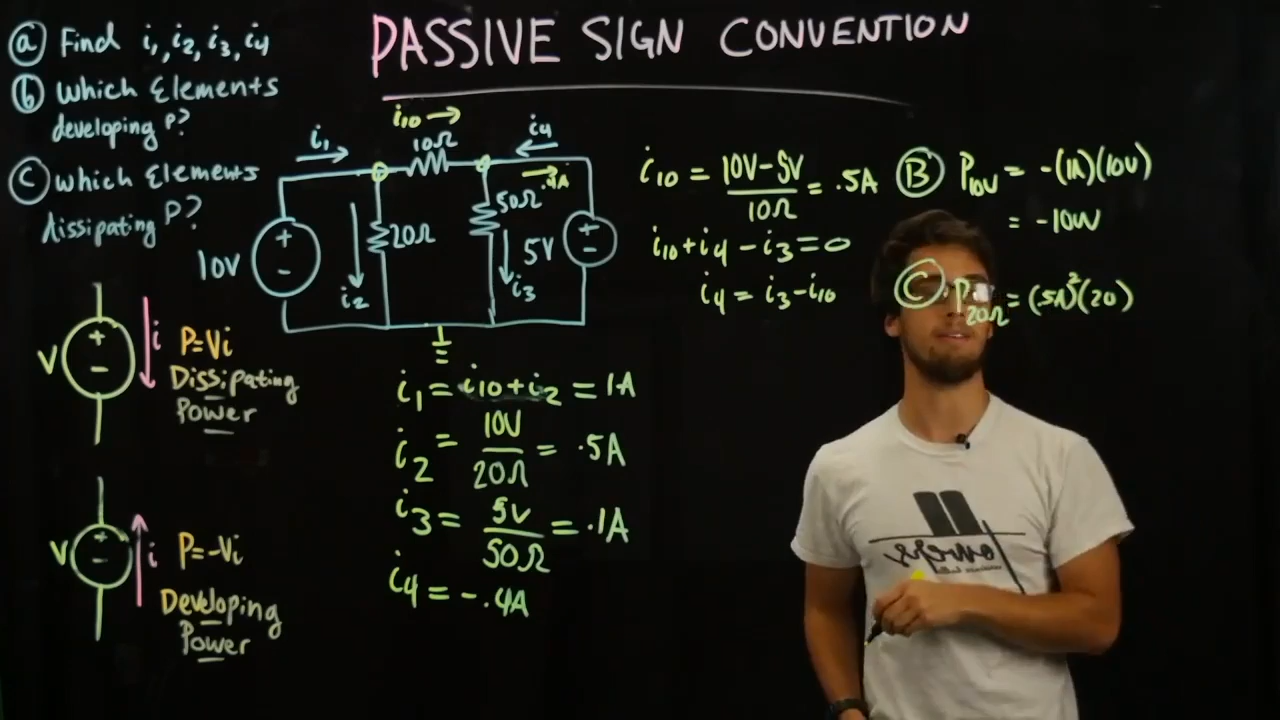 PASSIVE SIGN CONVENTION
ⓐ Find i₁, i₂, i₃, i₄
ⓑ Which Elements
developing P?
ⓒ Which Elements
dissipating P?
i₁
i₁₀
10Ω
i₄
.4A
20Ω
50Ω
10V
+
-
i₂
i₃
5V
+
-
V
+
-
i
P=Vi
Dissipating
Power
V
+
-
i
P=-Vi
Developing
Power
i₁ = i₁₀+i₂ = 1A
i₂ = 10V/20Ω = .5A
i₃ = 5V/50Ω = .1A
i₄ = -.4A
i₁₀ = 10V-5V/10Ω = .5A
i₁₀+i₄-i₃=0
i₄ = i₃-i₁₀
Ⓑ P10V = -(1A)(10V)
= -10W
Ⓒ P20Ω = (.5A)²(20)